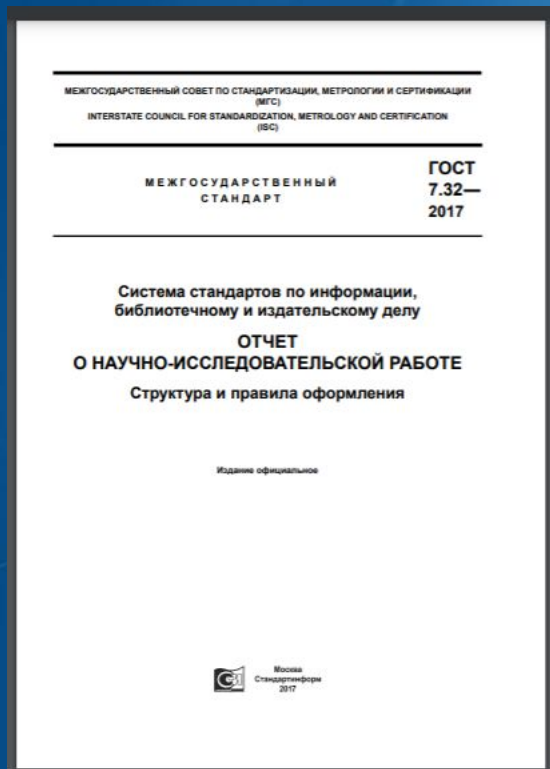 МЕЖГОСУДАРСТВЕННЫЙ СОВЕТ ПО СТАНДАРТИЗАЦИИ, МЕТРОЛОГИИ И СЕРТИФИКАЦИИ
(МГС)
INTERSTATE COUNCIL FOR STANDARDIZATION, METROLOGY AND CERTIFICATION
(ISC)
МЕЖГОСУДАРСТВЕННЫЙ
СТАНДАРТ
ГОСТ
7.32—
2017
Система стандартов по информации,
библиотечному и издательскому делу
ОТЧЕТ
О НАУЧНО-ИССЛЕДОВАТЕЛЬСКОЙ РАБОТЕ
Структура и правила оформления
Издание официальное
Москва
Стандартинформ
2017